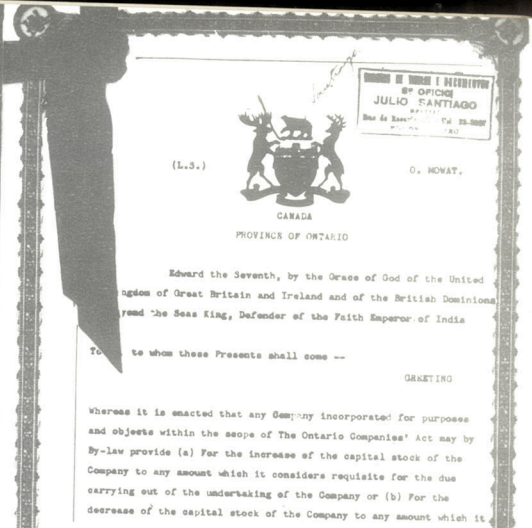 6º OFICIO
JULIO SANTIAGO
(L.S.)
O. MOWAT.
CANADA
PROVINCE OF ONTARIO
Edward the Seventh, by the Grace of God of the United
ngdom of Great Britain and Ireland and of the British Dominions
the Seas King, Defender of the Faith Emperor of India
To to whom these Presents shall come --
GREETING
Whereas it is enacted that any Company incorporated for purposes
and objects within the scope of The Ontario Companies' Act may by
By-law provide (a) For the increase of the capital stock of the
Company to any amount which it considers requisite for the due
carrying out of the undertaking of the Company or (b) For the
decrease of the capital stock of the Company to any amount which it